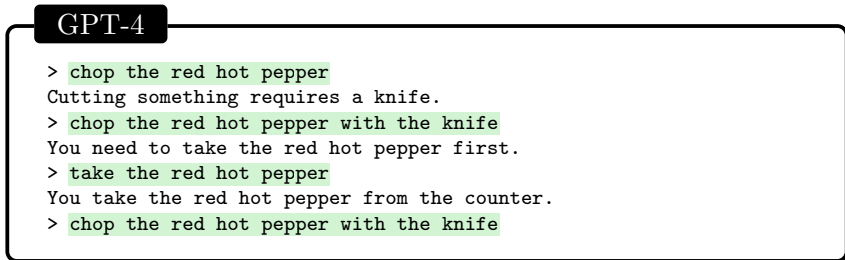 GPT-4
> chop the red hot pepper
Cutting something requires a knife.
> chop the red hot pepper with the knife
You need to take the red hot pepper first.
> take the red hot pepper
You take the red hot pepper from the counter.
> chop the red hot pepper with the knife